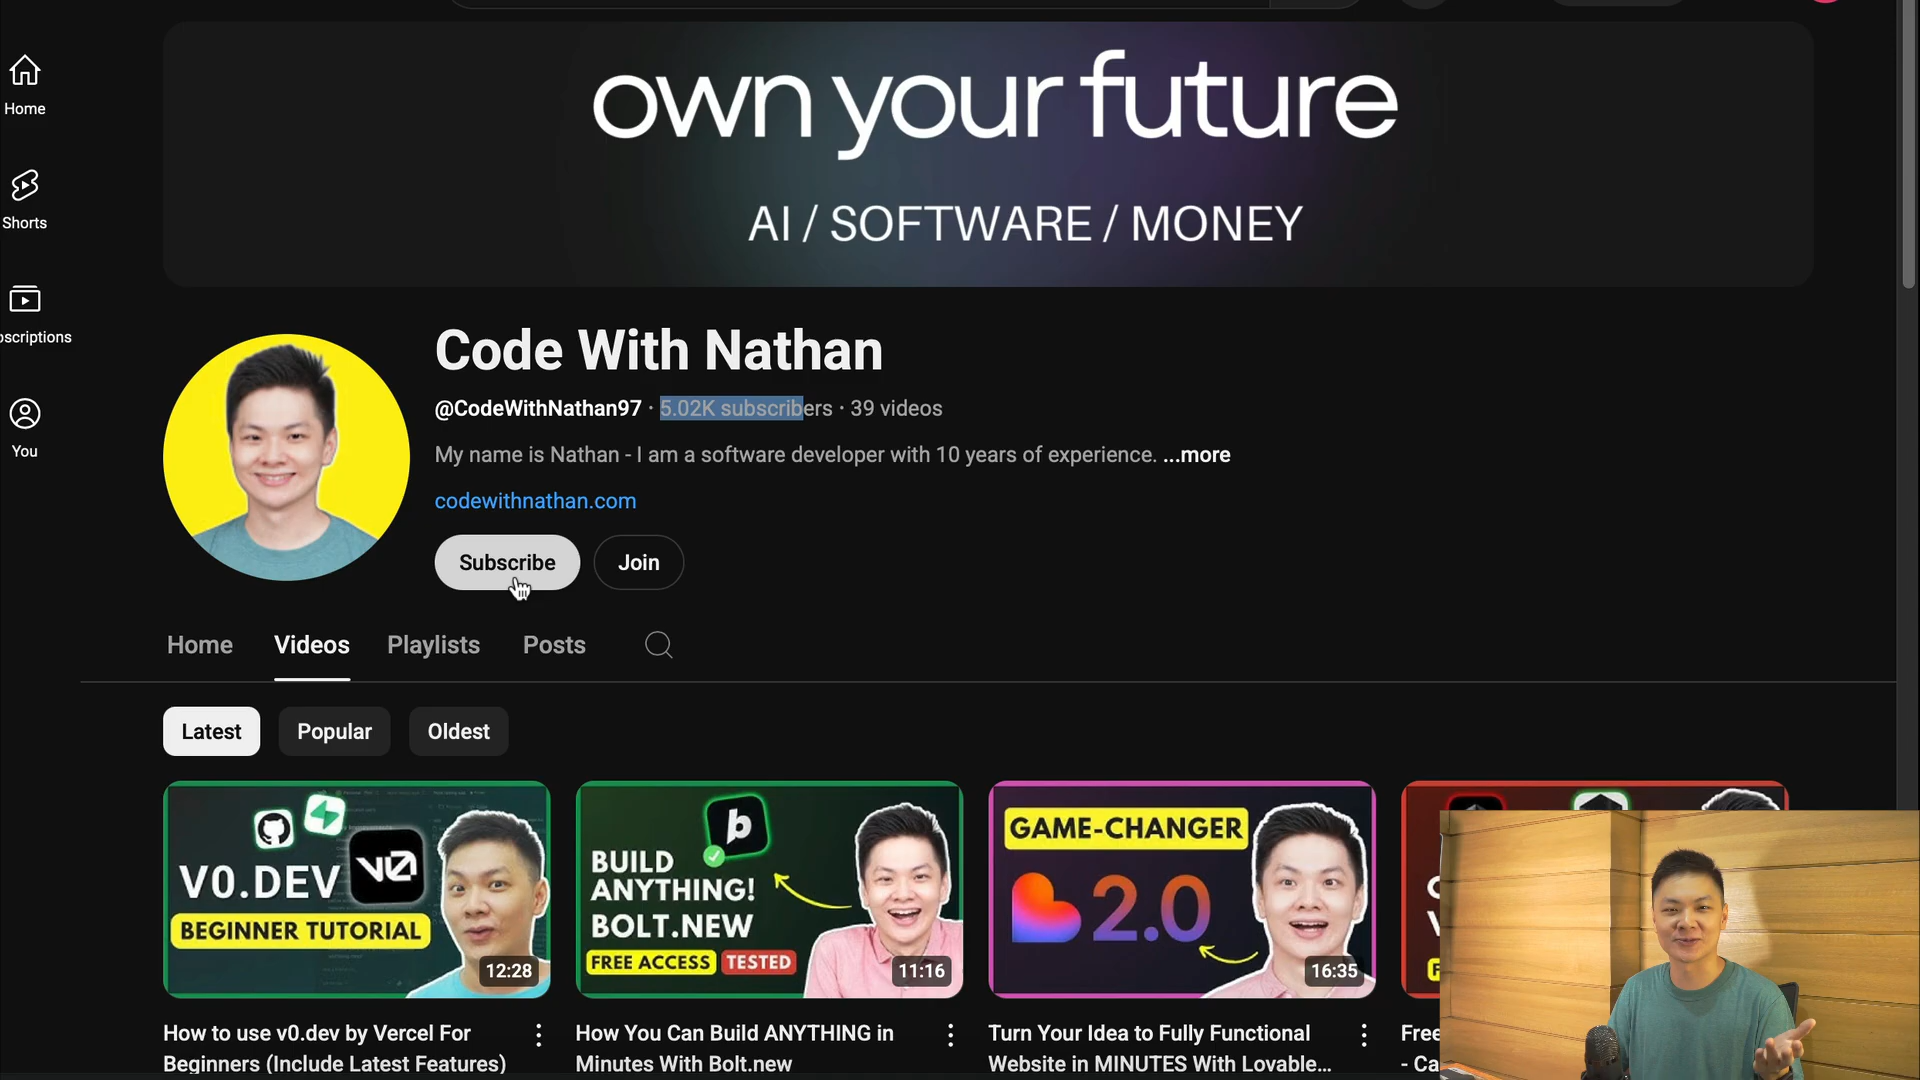 own your future
AI / SOFTWARE / MONEY
Home
Shorts
scriptions
You
Code With Nathan
@CodeWithNathan97 · 5.02K subscribers · 39 videos
My name is Nathan - I am a software developer with 10 years of experience. ...more
codewithnathan.com
Subscribe
Join
Home
Videos
Playlists
Posts
Latest
Popular
Oldest
V0.DEV
v0
BEGINNER TUTORIAL
12:28
How to use v0.dev by Vercel For
Beginners (Include Latest Features)
b
BUILD
ANYTHING!
BOLT.NEW
FREE ACCESS
TESTED
11:16
How You Can Build ANYTHING in
Minutes With Bolt.new
GAME-CHANGER
2.0
16:35
Turn Your Idea to Fully Functional
Website in MINUTES With Lovable...
Free
- Ca